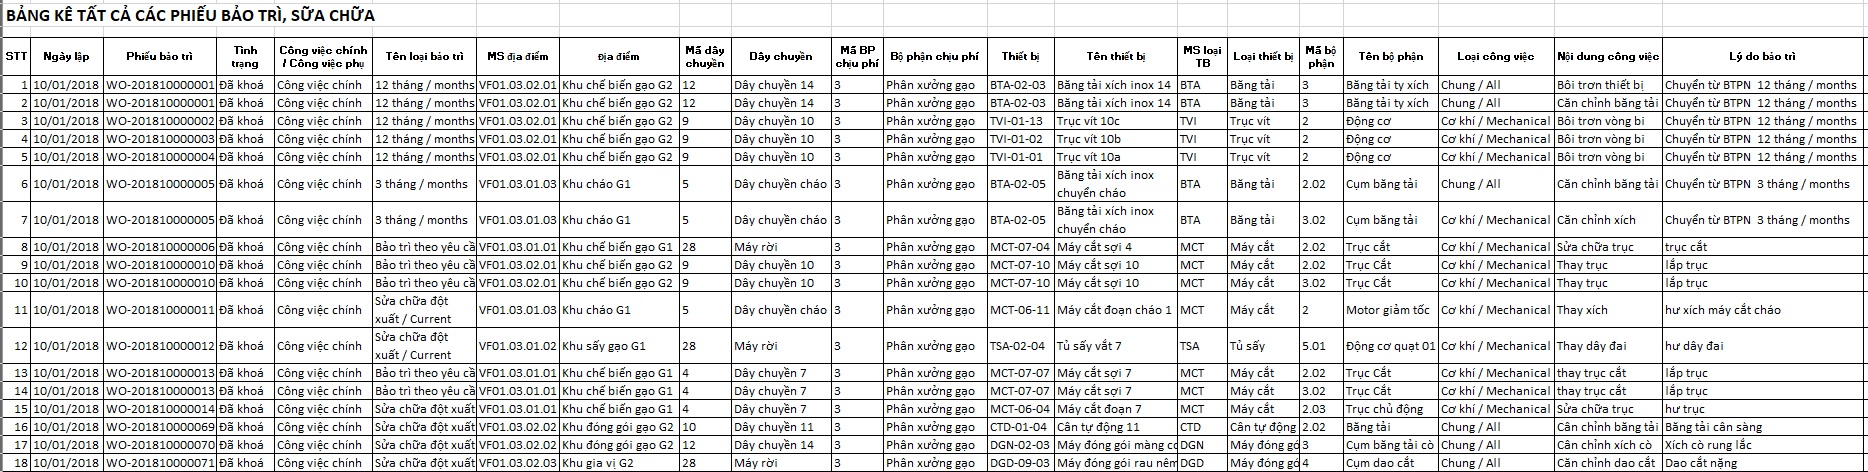 BẢNG KÊ TẤT CẢ CÁC PHIẾU BẢO TRÌ, SỮA CHỮA
STT Ngày lập Phiếu bảo trì Tình trạng Công việc chính / Công việc phụ Tên loại bảo trì MS địa điểm Địa điểm Mã dây chuyền Dây chuyền Mã BP chịu phí Bộ phận chịu phí Thiết bị Tên thiết bị MS loại TB Loại thiết bị Mã bộ phận Tên bộ phận Loại công việc Nội dung công việc Lý do bảo trì
1 10/01/2018 WO-201810000001 Đã khoá Công việc chính 12 tháng / months VF01.03.02.01 Khu chế biến gạo G2 12 Dây chuyền 14 3 Phân xưởng gạo BTA-02-03 Băng tải xích inox 14 BTA Băng tải 3 Băng tải ty xích Chung / All Bôi trơn thiết bị Chuyển từ BTPN 12 tháng / months
2 10/01/2018 WO-201810000001 Đã khoá Công việc chính 12 tháng / months VF01.03.02.01 Khu chế biến gạo G2 12 Dây chuyền 14 3 Phân xưởng gạo BTA-02-03 Băng tải xích inox 14 BTA Băng tải 3 Băng tải ty xích Chung / All Căn chỉnh băng tải Chuyển từ BTPN 12 tháng / months
3 10/01/2018 WO-201810000002 Đã khoá Công việc chính 12 tháng / months VF01.03.02.01 Khu chế biến gạo G2 9 Dây chuyền 10 3 Phân xưởng gạo TVI-01-13 Trục vít 10c TVI Trục vít 2 Động cơ Cơ khí / Mechanical Bôi trơn vòng bi Chuyển từ BTPN 12 tháng / months
4 10/01/2018 WO-201810000003 Đã khoá Công việc chính 12 tháng / months VF01.03.02.01 Khu chế biến gạo G2 9 Dây chuyền 10 3 Phân xưởng gạo TVI-01-02 Trục vít 10b TVI Trục vít 2 Động cơ Cơ khí / Mechanical Bôi trơn vòng bi Chuyển từ BTPN 12 tháng / months
5 10/01/2018 WO-201810000004 Đã khoá Công việc chính 12 tháng / months VF01.03.02.01 Khu chế biến gạo G2 9 Dây chuyền 10 3 Phân xưởng gạo TVI-01-01 Trục vít 10a TVI Trục vít 2 Động cơ Cơ khí / Mechanical Bôi trơn vòng bi Chuyển từ BTPN 12 tháng / months
6 10/01/2018 WO-201810000005 Đã khoá Công việc chính 3 tháng / months VF01.03.01.03 Khu cháo G1 5 Dây chuyền cháo 3 Phân xưởng gạo BTA-02-05 Băng tải xích inox chuyển cháo BTA Băng tải 2.02 Cụm băng tải Chung / All Căn chỉnh băng tải Chuyển từ BTPN 3 tháng / months
7 10/01/2018 WO-201810000005 Đã khoá Công việc chính 3 tháng / months VF01.03.01.03 Khu cháo G1 5 Dây chuyền cháo 3 Phân xưởng gạo BTA-02-05 Băng tải xích inox chuyển cháo BTA Băng tải 3.02 Cụm băng tải Cơ khí / Mechanical Căn chỉnh xích Chuyển từ BTPN 3 tháng / months
8 10/01/2018 WO-201810000006 Đã khoá Công việc chính Bảo trì theo yêu cầ VF01.03.01.01 Khu chế biến gạo G1 28 Máy rời 3 Phân xưởng gạo MCT-07-04 Máy cắt sợi 4 MCT Máy cắt 2.02 Trục cắt Cơ khí / Mechanical Sửa chữa trục trục cắt
9 10/01/2018 WO-201810000010 Đã khoá Công việc chính Bảo trì theo yêu cầ VF01.03.02.01 Khu chế biến gạo G2 9 Dây chuyền 10 3 Phân xưởng gạo MCT-07-10 Máy cắt sợi 10 MCT Máy cắt 2.02 Trục Cắt Cơ khí / Mechanical Thay trục lắp trục
10 10/01/2018 WO-201810000010 Đã khoá Công việc chính Bảo trì theo yêu cầ VF01.03.02.01 Khu chế biến gạo G2 9 Dây chuyền 10 3 Phân xưởng gạo MCT-07-10 Máy cắt sợi 10 MCT Máy cắt 3.02 Trục Cắt Cơ khí / Mechanical Thay trục lắp trục
11 10/01/2018 WO-201810000011 Đã khoá Công việc chính Sửa chữa đột xuất / Current VF01.03.01.03 Khu cháo G1 5 Dây chuyền cháo 3 Phân xưởng gạo MCT-06-11 Máy cắt đoạn cháo 1 MCT Máy cắt 2 Motor giảm tốc Cơ khí / Mechanical Thay xích hư xích máy cắt cháo
12 10/01/2018 WO-201810000012 Đã khoá Công việc chính Sửa chữa đột xuất / Current VF01.03.01.02 Khu sấy gạo G1 28 Máy rời 3 Phân xưởng gạo TSA-02-04 Tủ sấy vắt 7 TSA Tủ sấy 5.01 Động cơ quạt 01 Cơ khí / Mechanical Thay dây đai hư dây đai
13 10/01/2018 WO-201810000013 Đã khoá Công việc chính Bảo trì theo yêu cầ VF01.03.01.01 Khu chế biến gạo G1 4 Dây chuyền 7 3 Phân xưởng gạo MCT-07-07 Máy cắt sợi 7 MCT Máy cắt 2.02 Trục Cắt Cơ khí / Mechanical thay trục cắt lắp trục
14 10/01/2018 WO-201810000013 Đã khoá Công việc chính Bảo trì theo yêu cầ VF01.03.01.01 Khu chế biến gạo G1 4 Dây chuyền 7 3 Phân xưởng gạo MCT-07-07 Máy cắt sợi 7 MCT Máy cắt 3.02 Trục Cắt Cơ khí / Mechanical thay trục cắt lắp trục
15 10/01/2018 WO-201810000014 Đã khoá Công việc chính Sửa chữa đột xuất VF01.03.01.01 Khu chế biến gạo G1 4 Dây chuyền 7 3 Phân xưởng gạo MCT-06-04 Máy cắt đoạn 7 MCT Máy cắt 2.03 Trục chủ động Cơ khí / Mechanical Sửa chữa trục hư trục
16 10/01/2018 WO-201810000069 Đã khoá Công việc chính Sửa chữa đột xuất VF01.03.02.02 Khu đóng gói gạo G2 10 Dây chuyền 11 3 Phân xưởng gạo CTD-01-04 Cân tự động 11 CTD Cân tự động 2.02 Băng tải Chung / All Cân chỉnh băng tải Băng tải cân sàng
17 10/01/2018 WO-201810000070 Đã khoá Công việc chính Sửa chữa đột xuất VF01.03.02.02 Khu đóng gói gạo G2 12 Dây chuyền 14 3 Phân xưởng gạo DGN-02-03 Máy đóng gói màng co DGN Máy đóng gó 3 Cụm băng tải cò Chung / All Cân chỉnh xích cò Xích cò rung lắc
18 10/01/2018 WO-201810000071 Đã khoá Công việc chính Sửa chữa đột xuất VF01.03.02.03 Khu gia vị G2 28 Máy rời 3 Phân xưởng gạo DGD-09-03 Máy đóng gói rau nêm DGD Máy đóng gó 4 Cụm dao cắt Chung / All Cân chỉnh dao cắt Dao cắt nặng